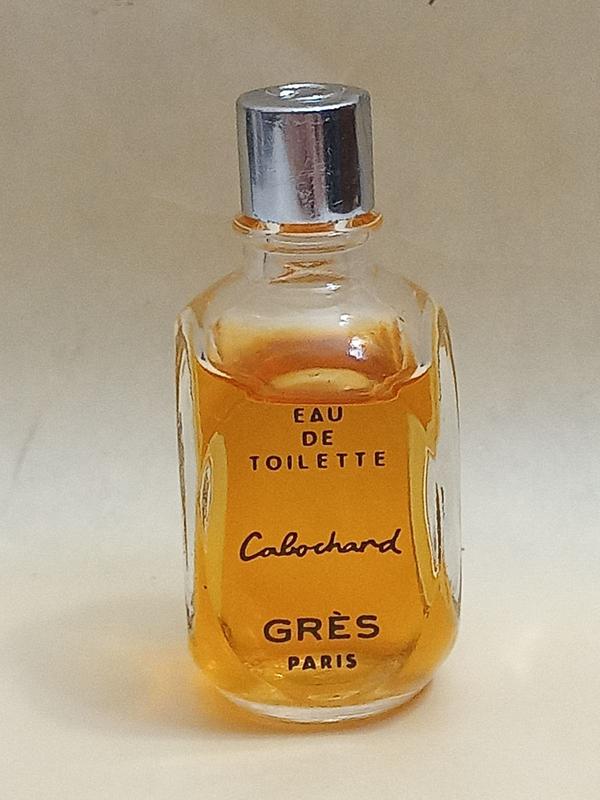 EAU
DE
TOILETTE
Cabochard
GRÈS
PARIS